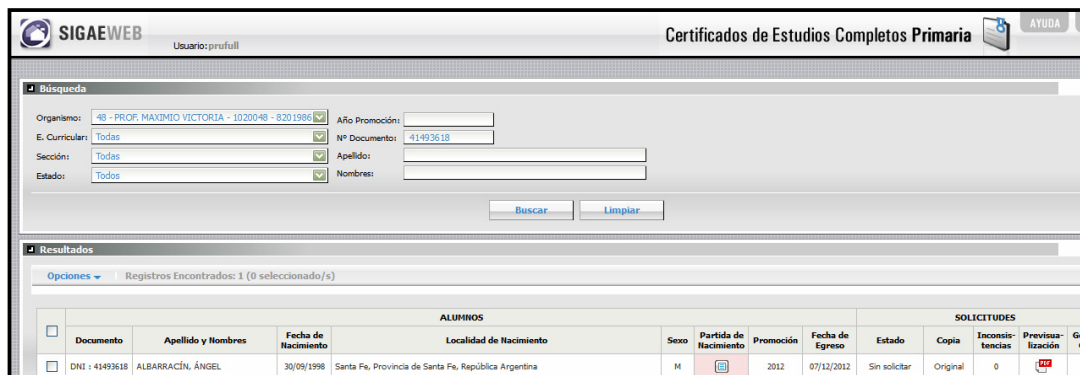 SIGAEWEB
Usuario:prufull
Certificados de Estudios Completos Primaria
AYUDA
Búsqueda
Organismo: 48 - PROF. MAXIMIO VICTORIA - 1020048 - 8201986 Año Promoción:
E. Curricular: Todas Nº Documento: 41493618
Sección: Todas Apellido:
Estado: Todos Nombres:
Buscar Limpiar
Resultados
Opciones Registros Encontrados: 1 (0 seleccionado/s)
ALUMNOS SOLICITUDES
Documento Apellido y Nombres Fecha de Nacimiento Localidad de Nacimiento Sexo Partida de Nacimiento Promoción Fecha de Egreso Estado Copia Inconsis-tencias Previsua-lización
DNI : 41493618 ALBARRACÍN, ÁNGEL 30/09/1998 Santa Fe, Provincia de Santa Fe, República Argentina M 2012 07/12/2012 Sin solicitar Original 0 PDF